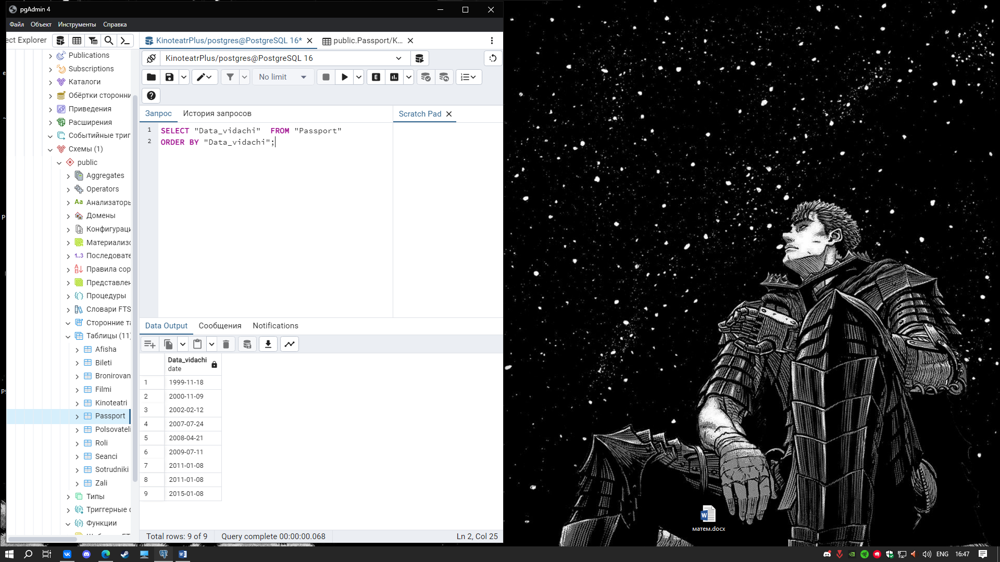 pgAdmin 4
Файл Объект Инструменты Справка
ect Explorer
KinoteatrPlus/postgres@PostgreSQL 16*
public.Passport/K...
KinoteatrPlus/postgres@PostgreSQL 16
No limit
E
Запрос
История запросов
Scratch Pad
1 SELECT "Data_vidachi"  FROM "Passport"
2 ORDER BY "Data_vidachi";
Publications
Subscriptions
Каталоги
Обёртки сторонни
Приведения
Расширения
Событийные триг
Схемы (1)
public
Aggregates
Operators
Aa Анализаторь
Домены
Конфигураци
Материализо
1..3 Последовате
Правила сор
Представлен
Процедуры
Словари FTS
Сторонние та
Таблицы (11)
Afisha
Bileti
Bronirovan
Filmi
Kinoteatri
Passport
Polsovateli
Roli
Seanci
Sotrudniki
Zali
Типы
Триггерные ф
Функции
Data Output
Сообщения
Notifications
Data_vidachi
date
1 1999-11-18
2 2000-11-09
3 2002-02-12
4 2007-07-24
5 2008-04-21
6 2009-07-11
7 2011-01-08
8 2011-01-08
9 2015-01-08
Total rows: 9 of 9
Query complete 00:00:00.068
Ln 2, Col 25
матем.docx
ENG
16:47